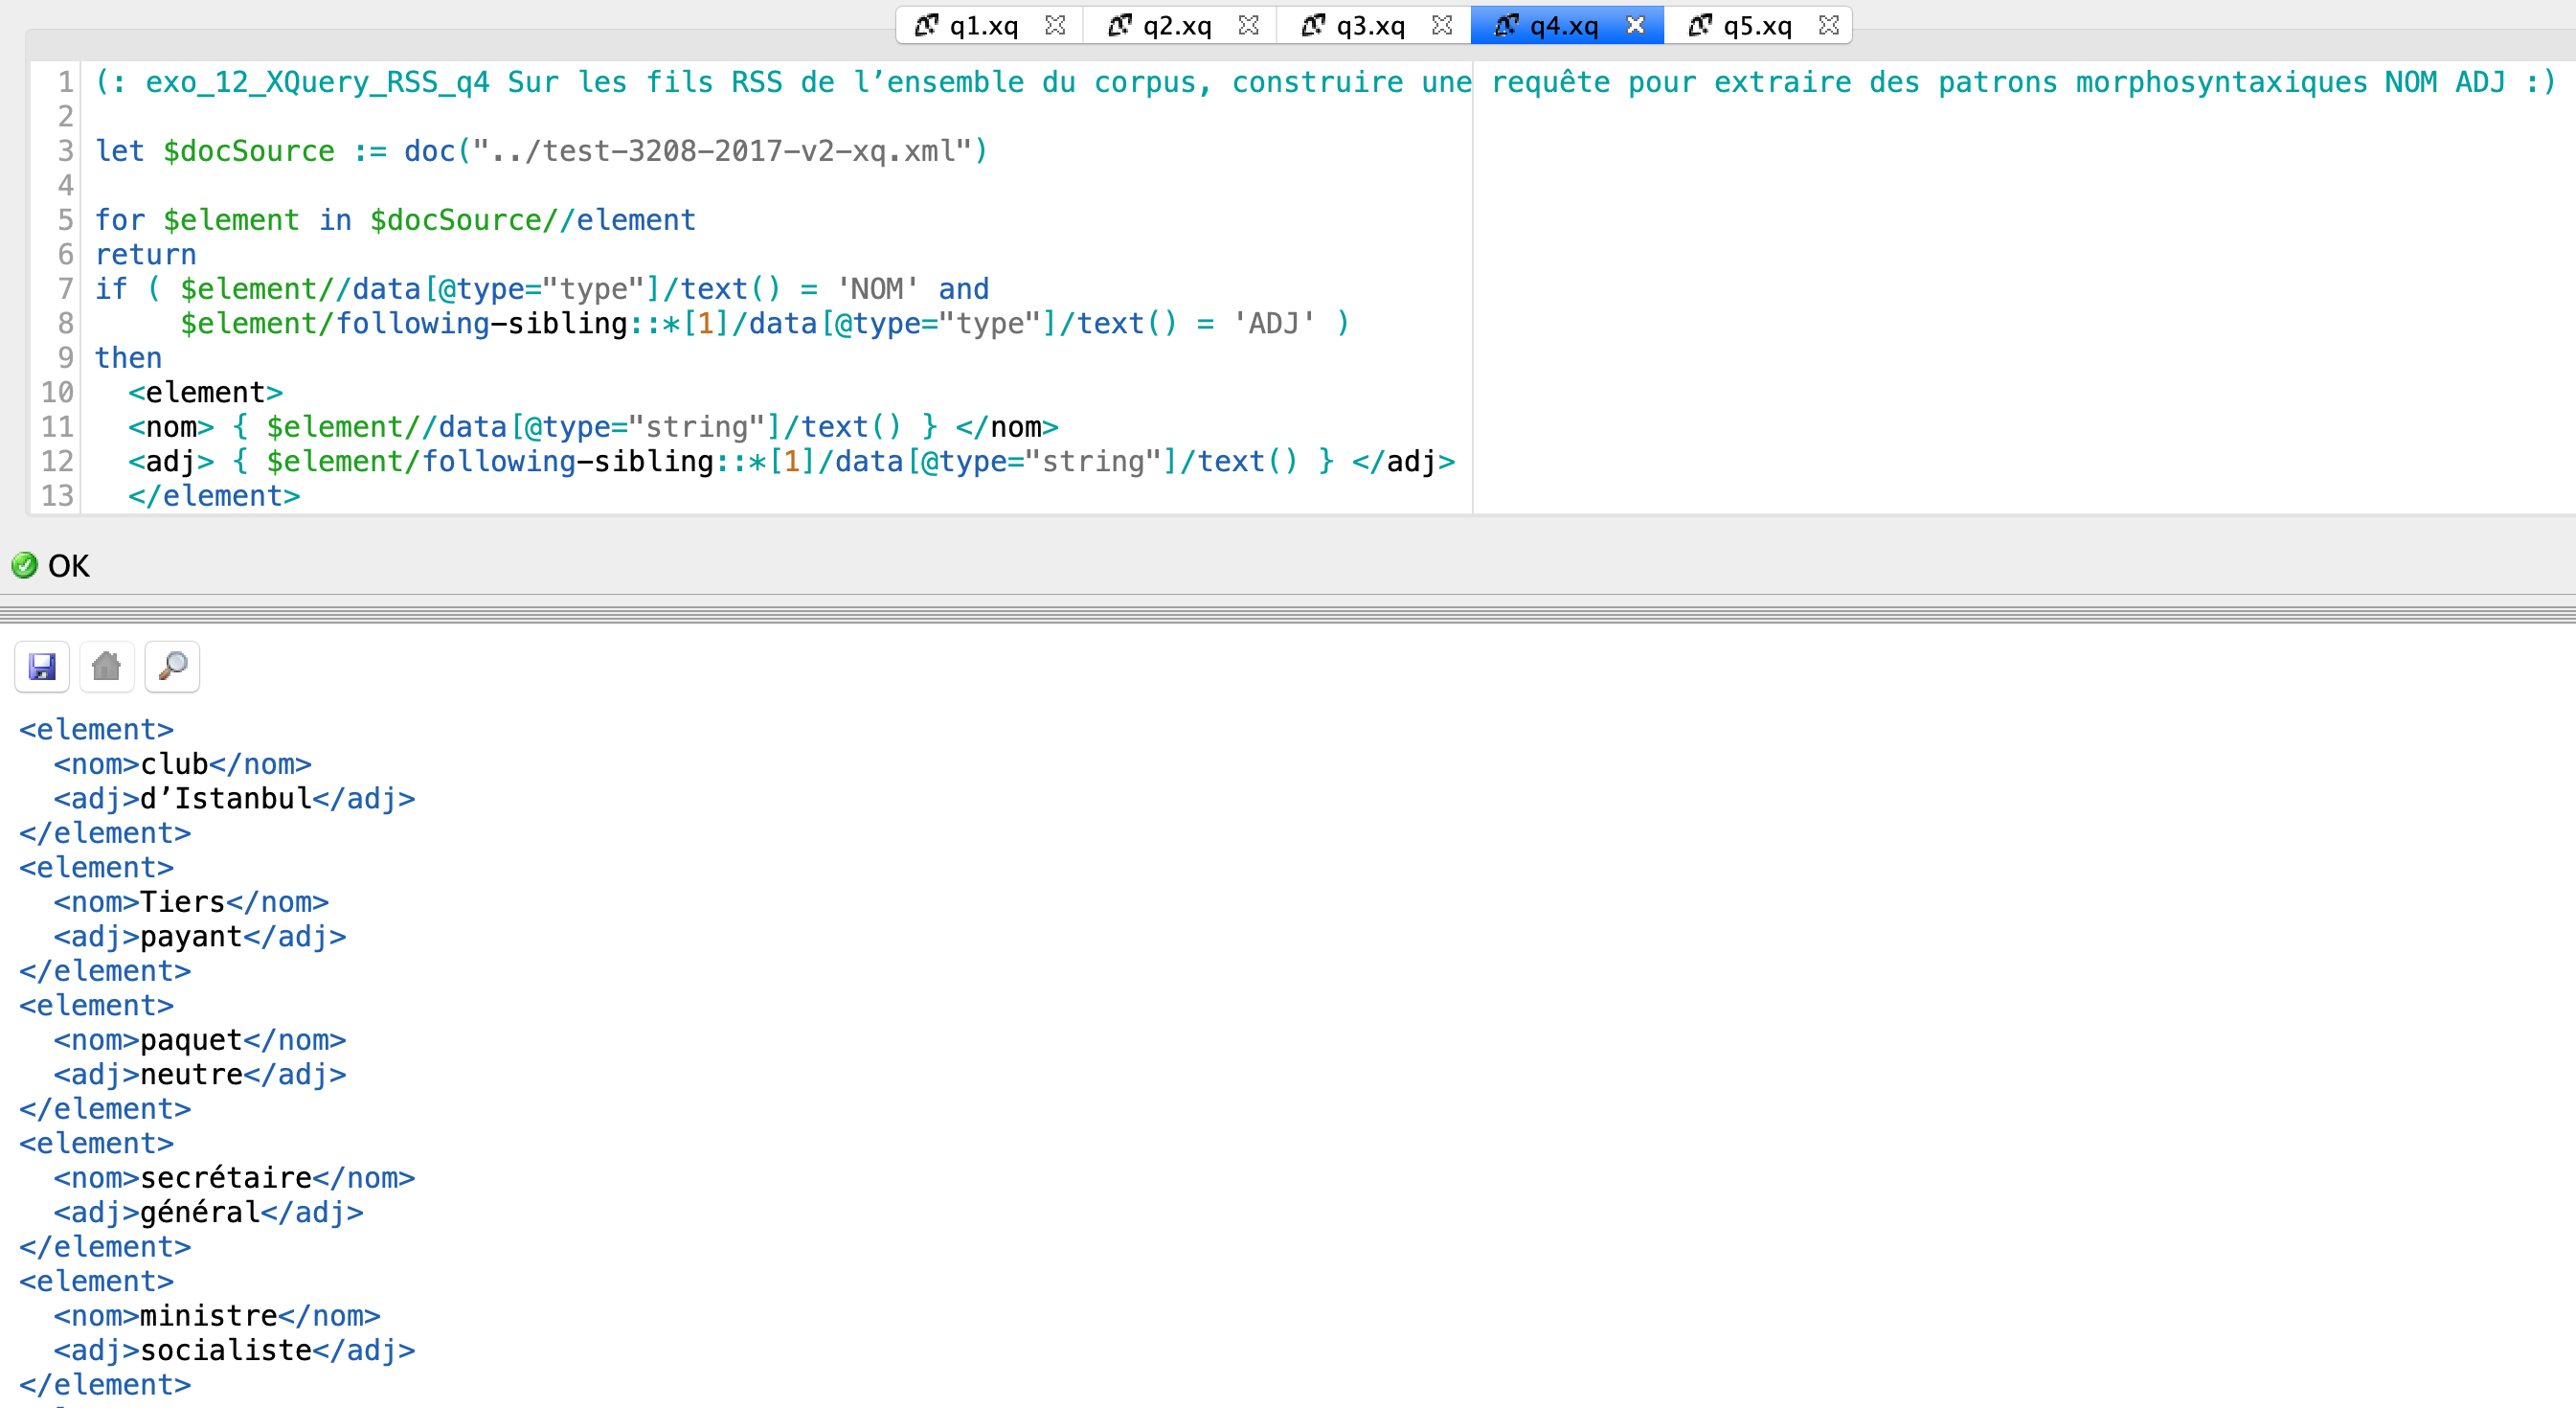 q1.xq q2.xq q3.xq q4.xq q5.xq
1 (: exo_12_XQuery_RSS_q4 Sur les fils RSS de l’ensemble du corpus, construire une requête pour extraire des patrons morphosyntaxiques NOM ADJ :)
2
3 let $docSource := doc("../test-3208-2017-v2-xq.xml")
4
5 for $element in $docSource//element
6 return
7 if ( $element//data[@type="type"]/text() = 'NOM' and
8      $element/following-sibling::*[1]/data[@type="type"]/text() = 'ADJ' )
9 then
10   <element>
11   <nom> { $element//data[@type="string"]/text() } </nom>
12   <adj> { $element/following-sibling::*[1]/data[@type="string"]/text() } </adj>
13   </element>
OK
<element>
  <nom>club</nom>
  <adj>d’Istanbul</adj>
</element>
<element>
  <nom>Tiers</nom>
  <adj>payant</adj>
</element>
<element>
  <nom>paquet</nom>
  <adj>neutre</adj>
</element>
<element>
  <nom>secrétaire</nom>
  <adj>général</adj>
</element>
<element>
  <nom>ministre</nom>
  <adj>socialiste</adj>
</element>